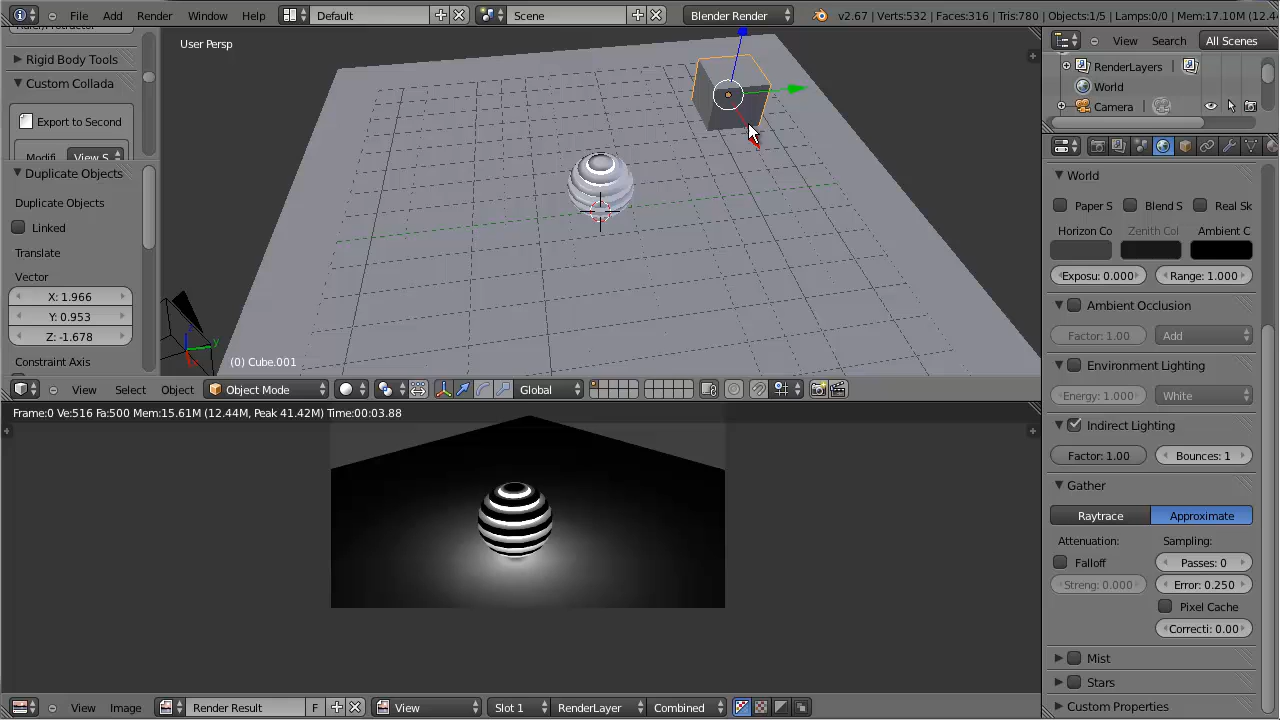 File Add Render Window Help Default Scene Blender Render v2.67 | Verts:532 | Faces:316 | Tris:780 | Objects:1/5 | Lamps:0/0 | Mem:17.10M (12.4
User Persp
View Search All Scenes
RenderLayers
World
Camera
Rigid Body Tools
Custom Collada
Export to Second
Modifi View S
Duplicate Objects
Duplicate Objects
Linked
Translate
Vector
X: 1.966
Y: 0.953
Z: -1.678
Constraint Axis
(0) Cube.001
View Select Object Object Mode Global
World
Paper S Blend S Real Sk
Horizon Co Zenith Col Ambient C
Exposu: 0.000 Range: 1.000
Ambient Occlusion
Factor: 1.00 Add
Environment Lighting
Energy: 1.000 White
Indirect Lighting
Factor: 1.00 Bounces: 1
Gather
Raytrace Approximate
Attenuation: Sampling:
Falloff Passes: 0
Streng: 0.000 Error: 0.250
Pixel Cache
Correcti: 0.00
Mist
Stars
Custom Properties
Frame:0 Ve:516 Fa:500 Mem:15.61M (12.44M, Peak 41.42M) Time:00:03.88
View Image Render Result F View Slot 1 RenderLayer Combined